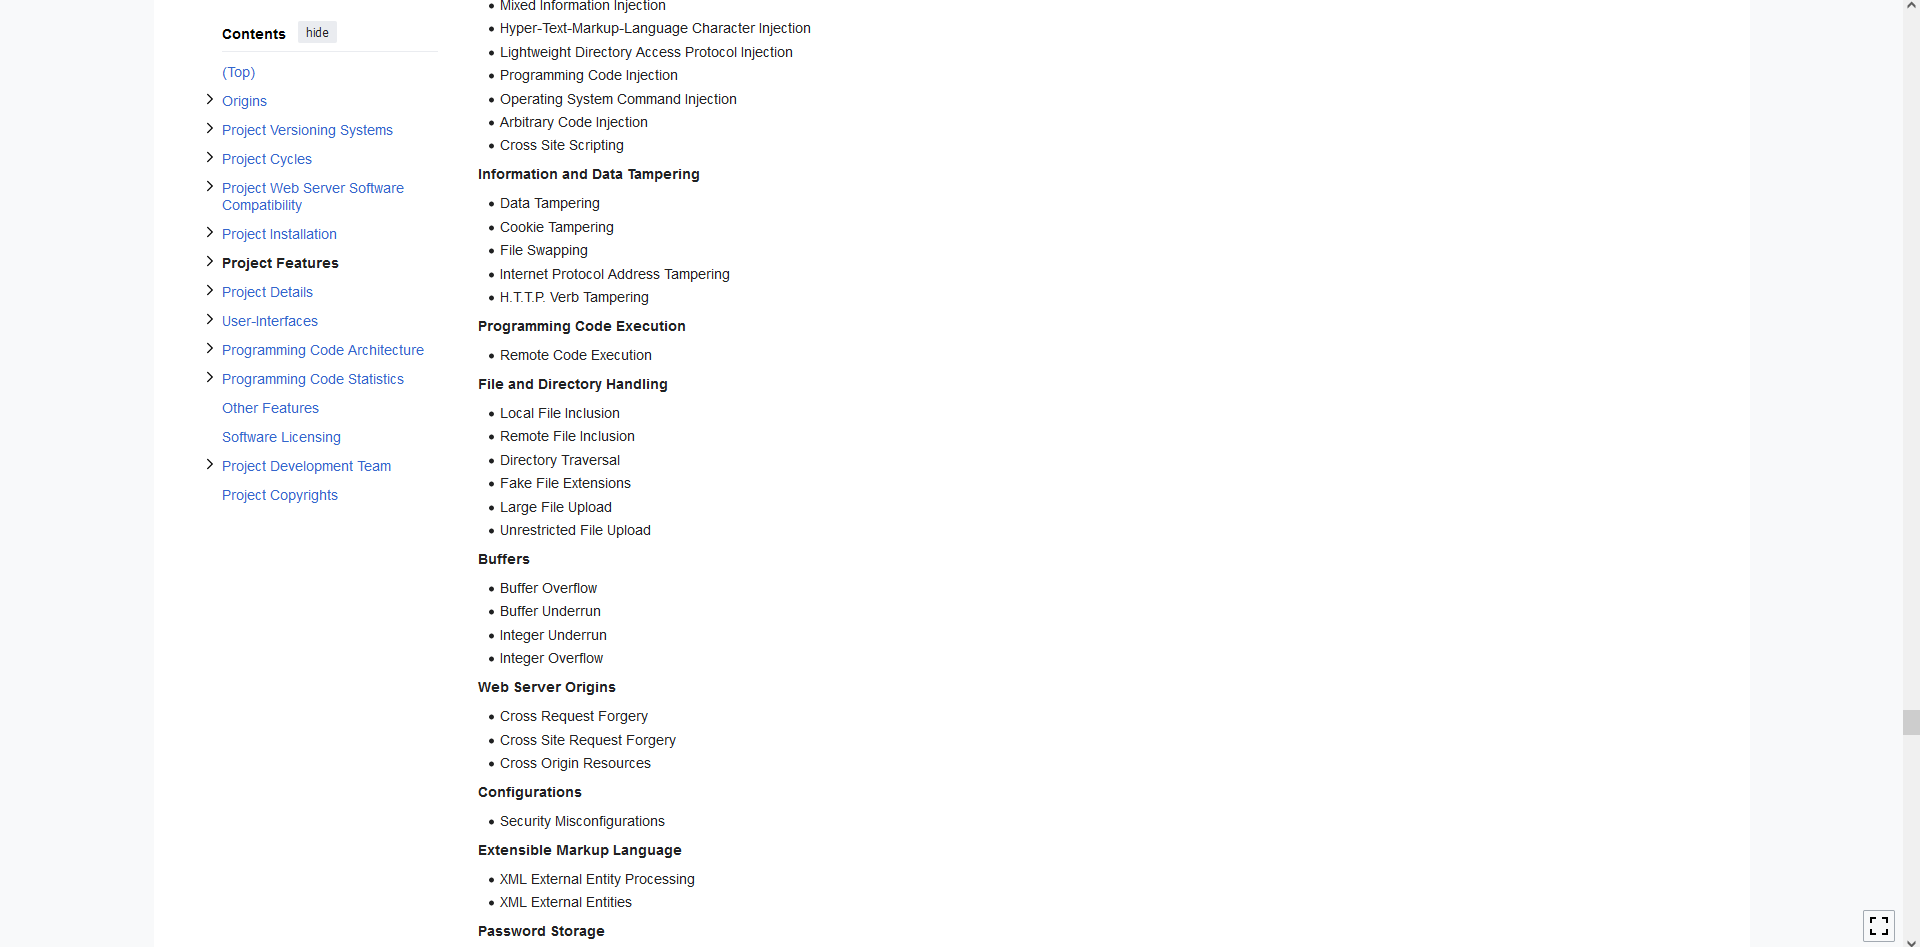 Contents hide
(Top)
Origins
Project Versioning Systems
Project Cycles
Project Web Server Software
Compatibility
Project Installation
Project Features
Project Details
User-Interfaces
Programming Code Architecture
Programming Code Statistics
Other Features
Software Licensing
Project Development Team
Project Copyrights
Mixed Information Injection
Hyper-Text-Markup-Language Character Injection
Lightweight Directory Access Protocol Injection
Programming Code Injection
Operating System Command Injection
Arbitrary Code Injection
Cross Site Scripting
Information and Data Tampering
Data Tampering
Cookie Tampering
File Swapping
Internet Protocol Address Tampering
H.T.T.P. Verb Tampering
Programming Code Execution
Remote Code Execution
File and Directory Handling
Local File Inclusion
Remote File Inclusion
Directory Traversal
Fake File Extensions
Large File Upload
Unrestricted File Upload
Buffers
Buffer Overflow
Buffer Underrun
Integer Underrun
Integer Overflow
Web Server Origins
Cross Request Forgery
Cross Site Request Forgery
Cross Origin Resources
Configurations
Security Misconfigurations
Extensible Markup Language
XML External Entity Processing
XML External Entities
Password Storage